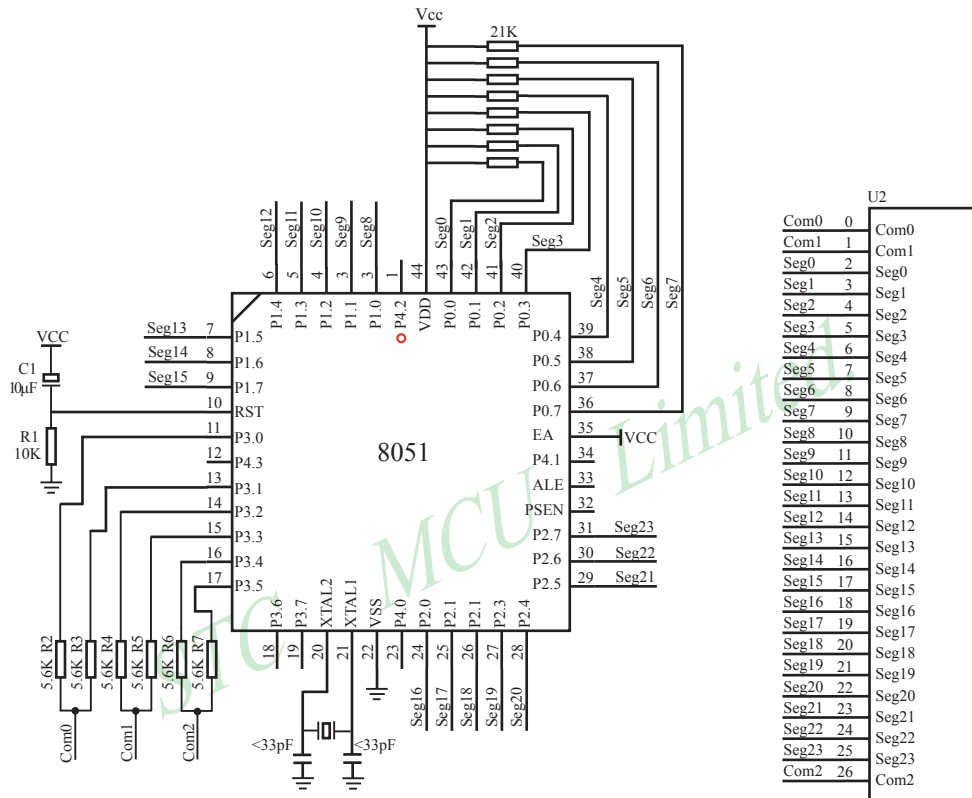 Vcc
21K
Seg12
Seg11
Seg10
Seg9
Seg8
Seg0
Seg1
Seg2
Seg3
Seg4
Seg5
Seg6
Seg7
6
5
4
3
3
1
44
43
42
41
40
P1.4
P1.3
P1.2
P1.1
P1.0
P4.2
VDD
P0.0
P0.1
P0.2
P0.3
Seg13 7 P1.5
Seg14 8 P1.6
Seg15 9 P1.7
10 RST
11 P3.0
12 P4.3
13 P3.1
14 P3.2
15 P3.3
16 P3.4
17 P3.5
VCC
C1
10μF
R1
10K
8051
P0.4 39
P0.5 38
P0.6 37
P0.7 36
EA 35 VCC
P4.1 34
ALE 33
PSEN 32
P2.7 31 Seg23
P2.6 30 Seg22
P2.5 29 Seg21
P3.6
P3.7
XTAL2
XTAL1
VSS
P4.0
P2.0
P2.1
P2.1
P2.3
P2.4
18
19
20
21
22
23
24
25
26
27
28
Seg16
Seg17
Seg18
Seg19
Seg20
5.6K R2
5.6K R3
5.6K R4
5.6K R5
5.6K R6
5.6K R7
Com0
Com1
Com2
<33pF
<33pF
STC MCU Limited.
U2
Com0 0 Com0
Com1 1 Com1
Seg0 2 Seg0
Seg1 3 Seg1
Seg2 4 Seg2
Seg3 5 Seg3
Seg4 6 Seg4
Seg5 7 Seg5
Seg6 8 Seg6
Seg7 9 Seg7
Seg8 10 Seg8
Seg9 11 Seg9
Seg10 12 Seg10
Seg11 13 Seg11
Seg12 14 Seg12
Seg13 15 Seg13
Seg14 16 Seg14
Seg15 17 Seg15
Seg16 18 Seg16
Seg17 19 Seg17
Seg18 20 Seg18
Seg19 21 Seg19
Seg20 22 Seg20
Seg21 23 Seg21
Seg22 24 Seg22
Seg23 25 Seg23
Com2 26 Com2